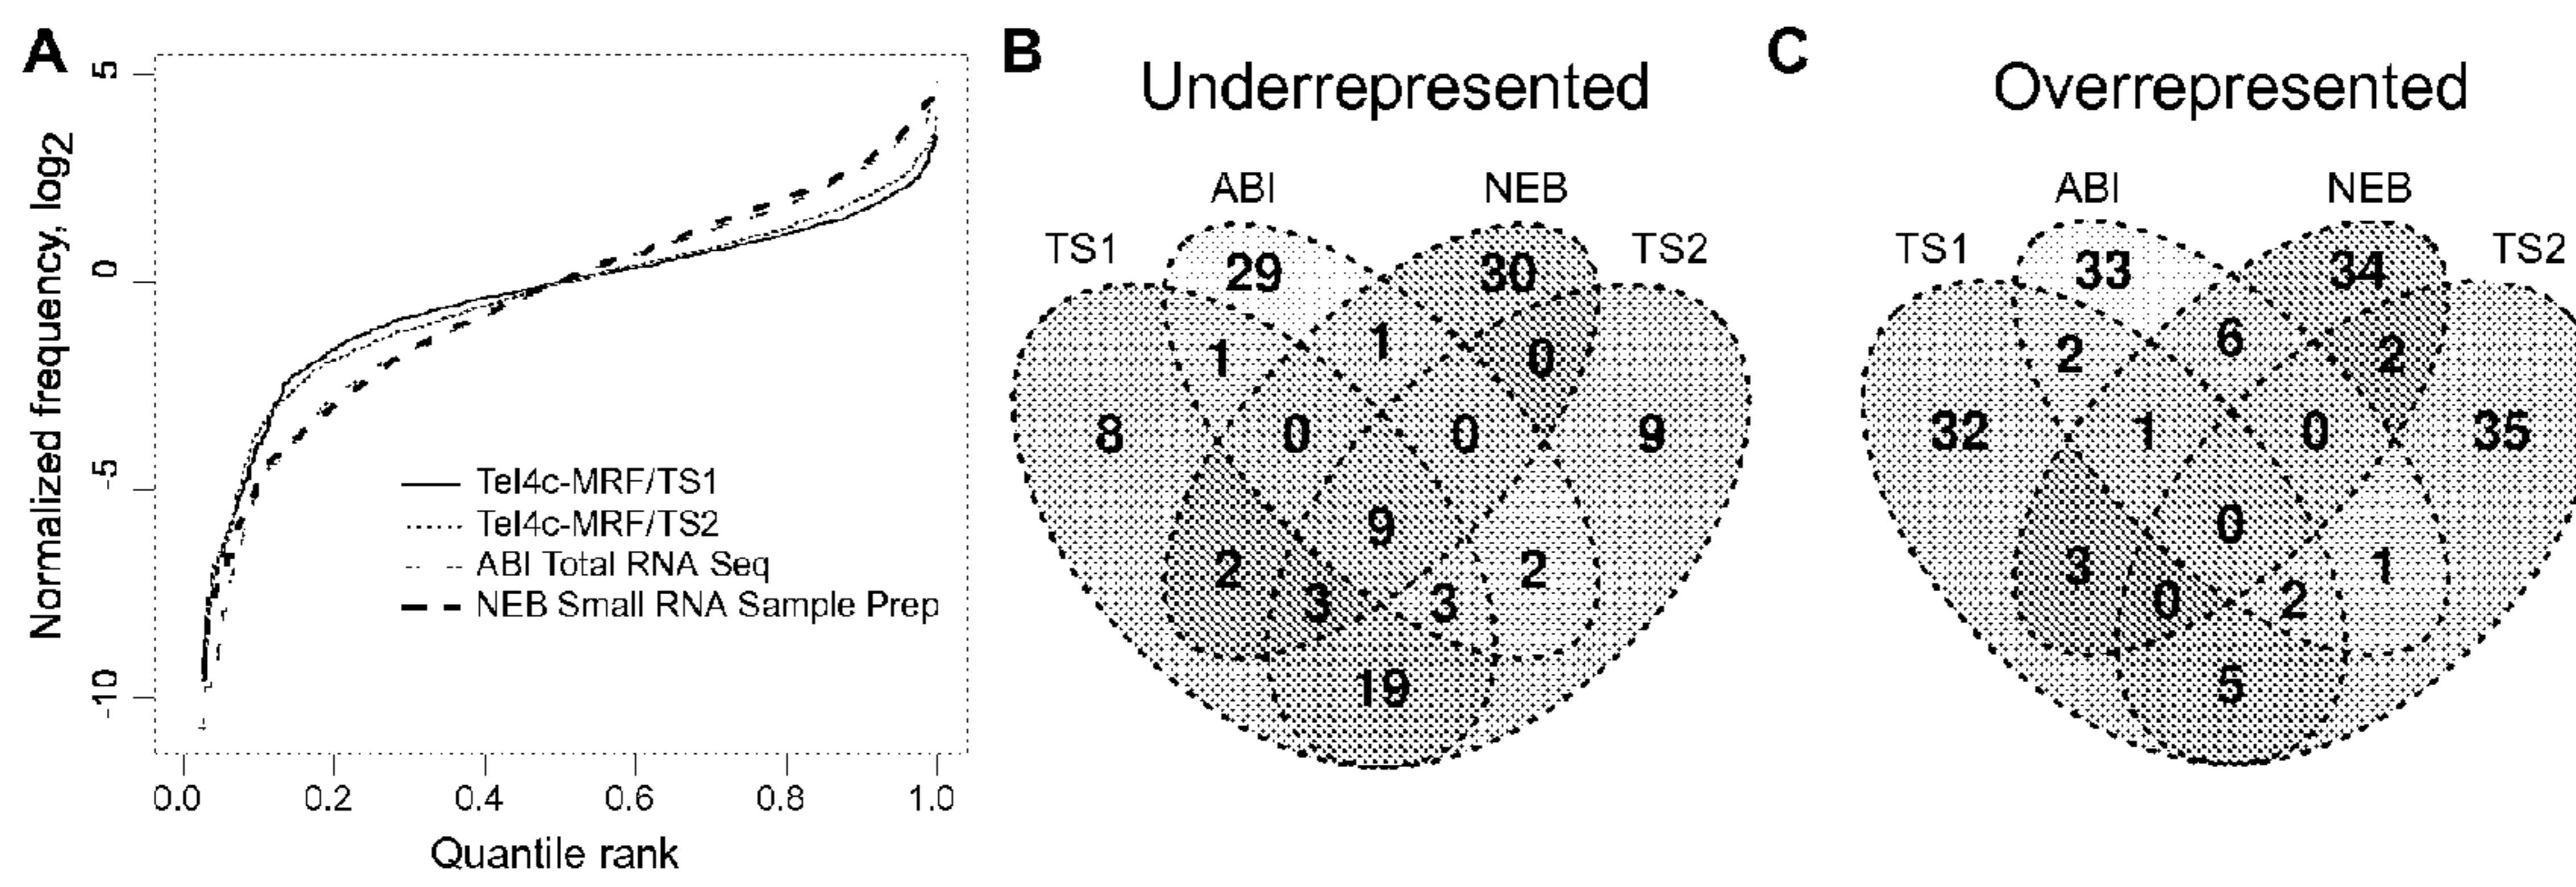 A
Normalized frequency, log2
5
0
-5
-10
Tel4c-MRF/TS1
Tel4c-MRF/TS2
ABI Total RNA Seq
NEB Small RNA Sample Prep
0.0 0.2 0.4 0.6 0.8 1.0
Quantile rank
B
Underrepresented
ABI NEB
TS1 TS2
29 30
1 1 0
8 0 0 9
9
2 2
3 3
19
C
Overrepresented
ABI NEB
TS1 TS2
33 34
2 6 2
32 1 0 35
0
3 1
0 2
5